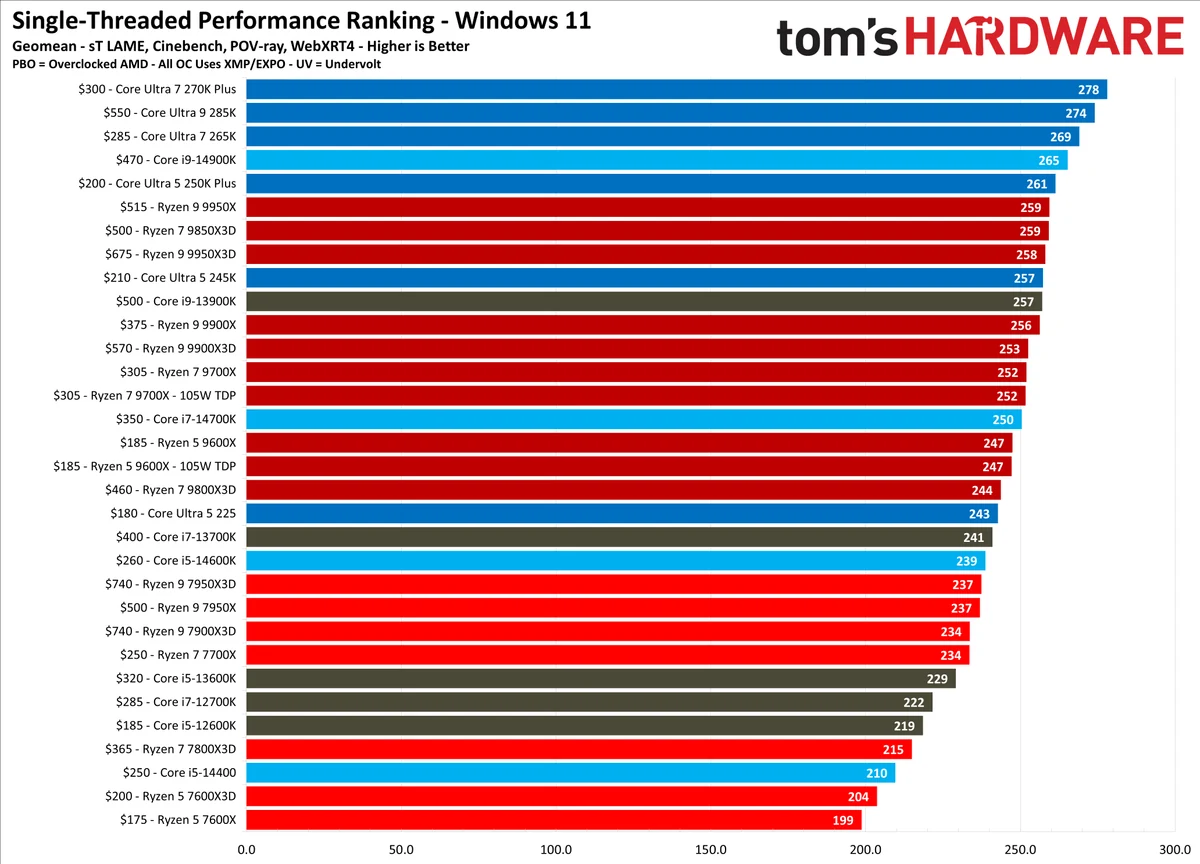 Single-Threaded Performance Ranking - Windows 11
Geomean - sT LAME, Cinebench, POV-ray, WebXRT4 - Higher is Better
PBO = Overclocked AMD - All OC Uses XMP/EXPO - UV = Undervolt
tom's HARDWARE
$300 - Core Ultra 7 270K Plus 278
$550 - Core Ultra 9 285K 274
$285 - Core Ultra 7 265K 269
$470 - Core i9-14900K 265
$200 - Core Ultra 5 250K Plus 261
$515 - Ryzen 9 9950X 259
$500 - Ryzen 7 9850X3D 259
$675 - Ryzen 9 9950X3D 258
$210 - Core Ultra 5 245K 257
$500 - Core i9-13900K 257
$375 - Ryzen 9 9900X 256
$570 - Ryzen 9 9900X3D 253
$305 - Ryzen 7 9700X 252
$305 - Ryzen 7 9700X - 105W TDP 252
$350 - Core i7-14700K 250
$185 - Ryzen 5 9600X 247
$185 - Ryzen 5 9600X - 105W TDP 247
$460 - Ryzen 7 9800X3D 244
$180 - Core Ultra 5 225 243
$400 - Core i7-13700K 241
$260 - Core i5-14600K 239
$740 - Ryzen 9 7950X3D 237
$500 - Ryzen 9 7950X 237
$740 - Ryzen 9 7900X3D 234
$250 - Ryzen 7 7700X 234
$320 - Core i5-13600K 229
$285 - Core i7-12700K 222
$185 - Core i5-12600K 219
$365 - Ryzen 7 7800X3D 215
$250 - Core i5-14400 210
$200 - Ryzen 5 7600X3D 204
$175 - Ryzen 5 7600X 199
0.0 50.0 100.0 150.0 200.0 250.0 300.0